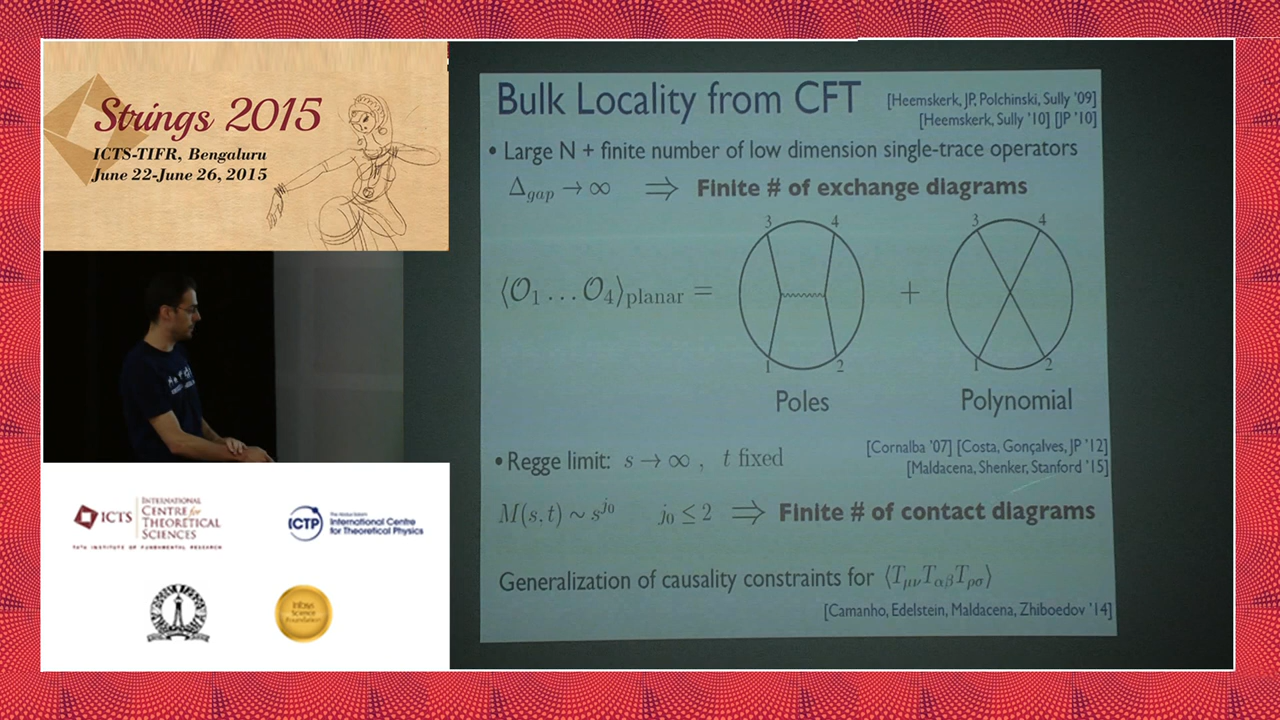 Strings 2015
ICTS-TIFR, Bengaluru
June 22-June 26, 2015
ICTS
INTERNATIONAL
CENTRE for
THEORETICAL
SCIENCES
TATA INSTITUTE OF FUNDAMENTAL RESEARCH
ICTP
The Abdus Salam
International Centre
for Theoretical Physics
Infosys
Science
Foundation
Bulk Locality from CFT
[Heemskerk, JP, Polchinski, Sully '09]
[Heemskerk, Sully '10] [JP '10]
• Large N + finite number of low dimension single-trace operators
Δ_gap → ∞ ⟹ Finite # of exchange diagrams
3 4 3 4
⟨𝒪₁ … 𝒪₄⟩_planar = +
1 2 1 2
Poles Polynomial
[Cornalba '07] [Costa, Gonçalves, JP '12]
• Regge limit: s → ∞ , t fixed
[Maldacena, Shenker, Stanford '15]
M(s, t) ∼ s^{j₀} j₀ ≤ 2 ⟹ Finite # of contact diagrams
Generalization of causality constraints for ⟨T_{μν}T_{αβ}T_{ρσ}⟩
[Camanho, Edelstein, Maldacena, Zhiboedov '14]